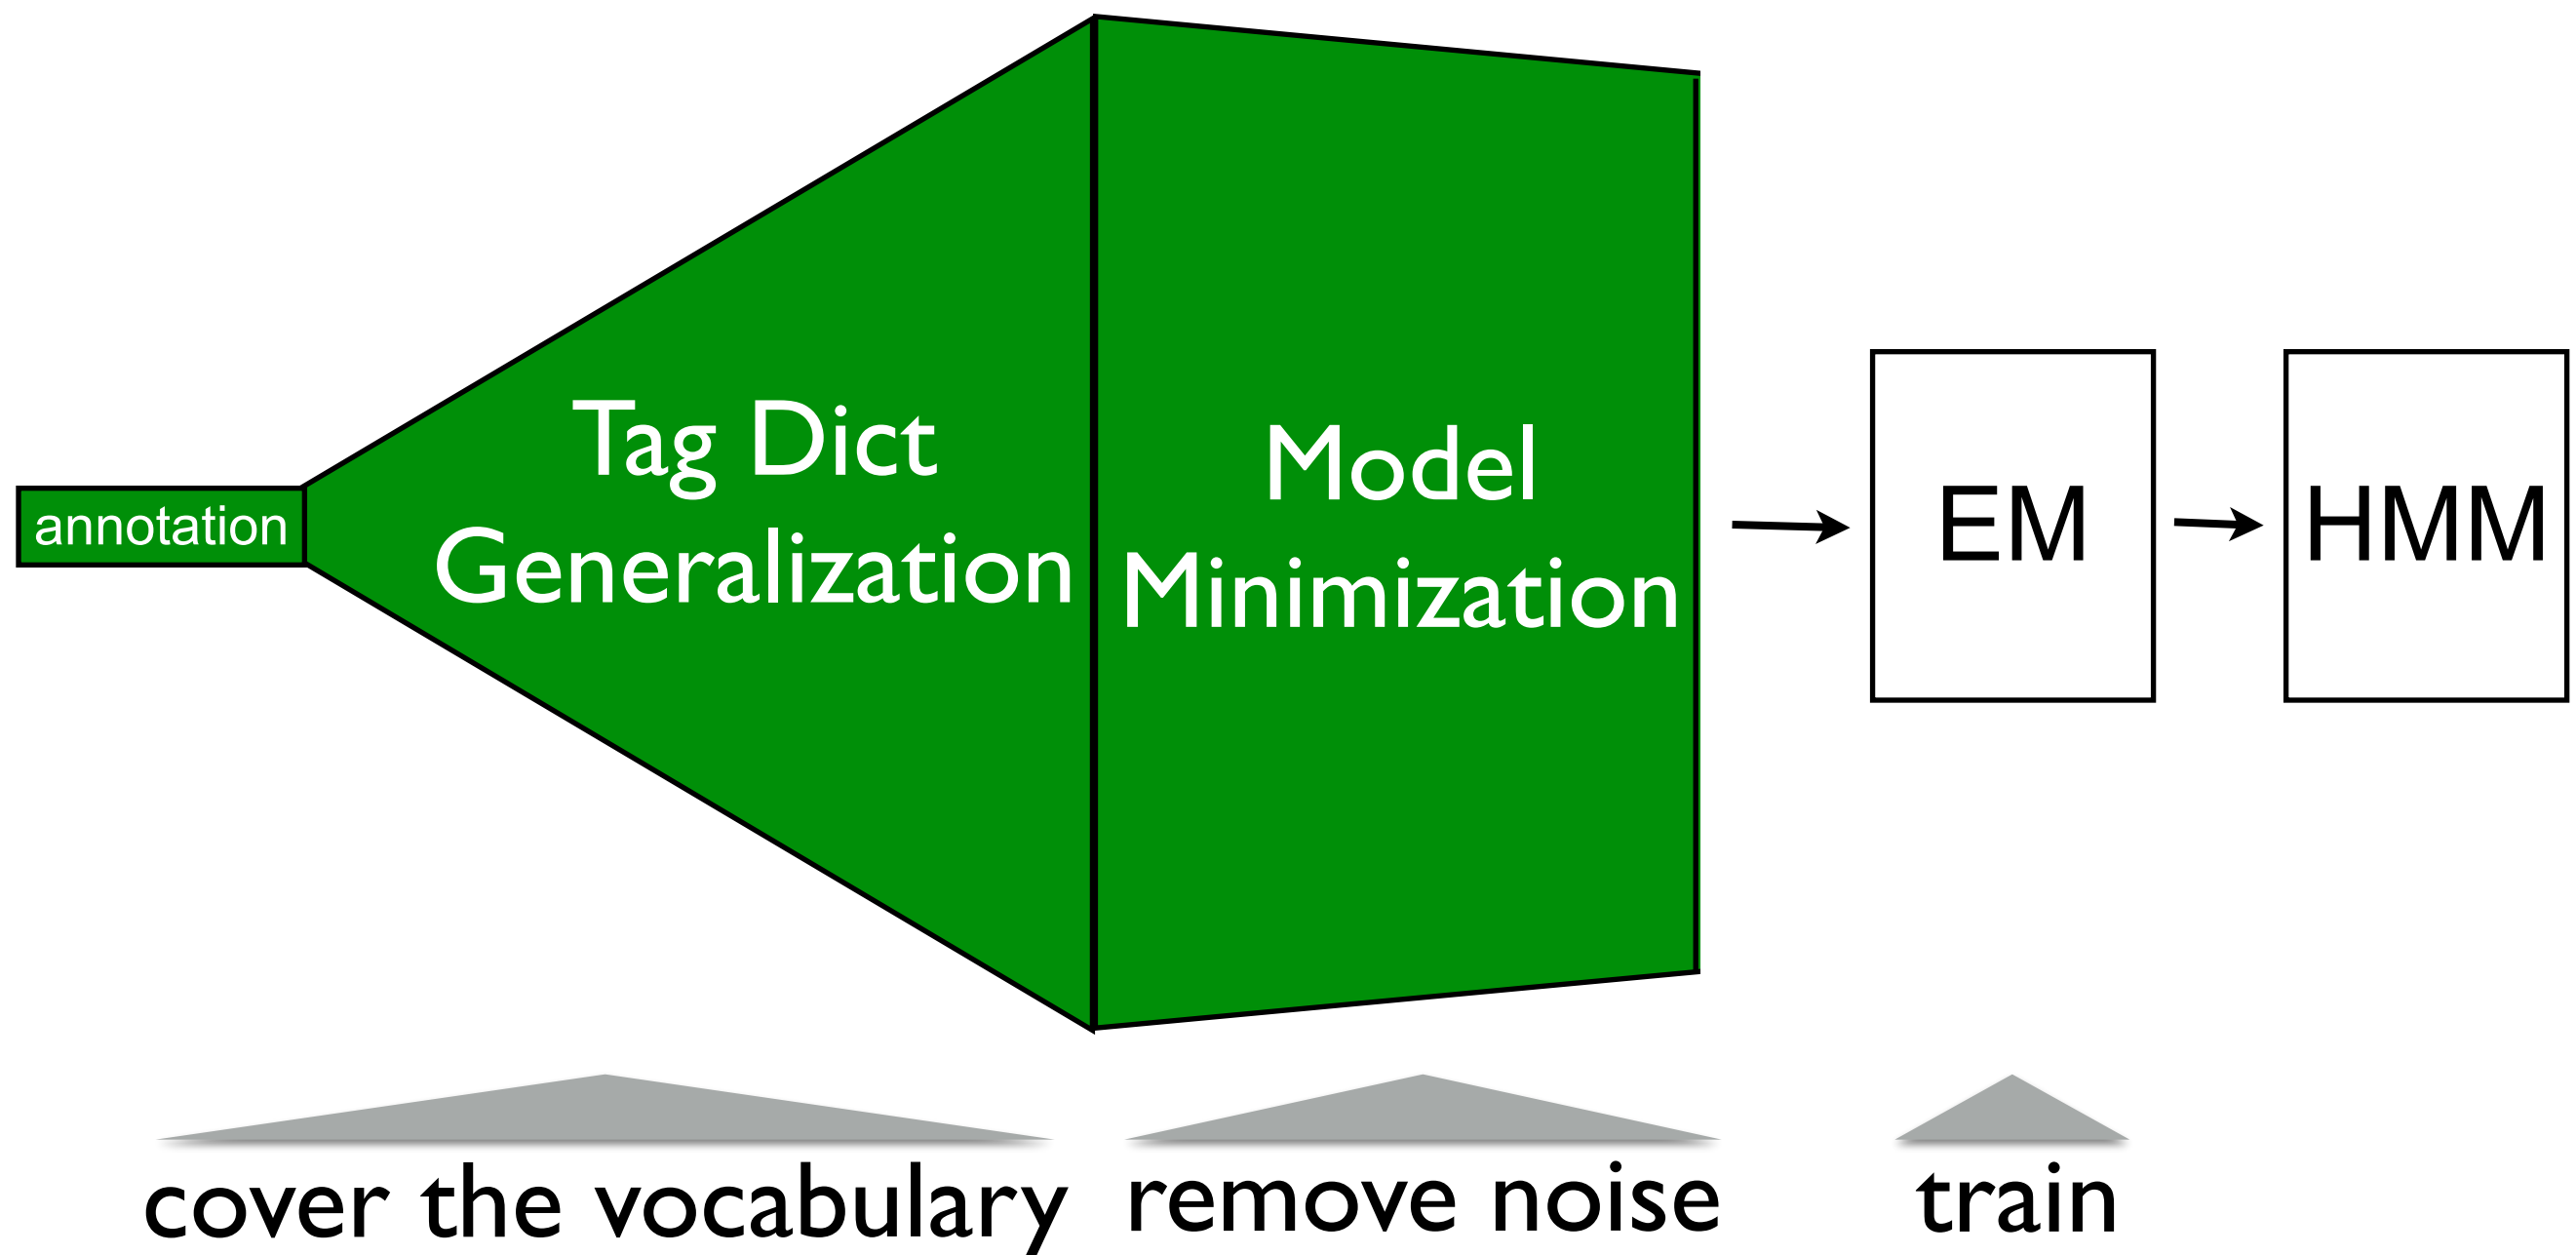 annotation
Tag Dict
Generalization
Model
Minimization
EM
HMM
cover the vocabulary
remove noise
train